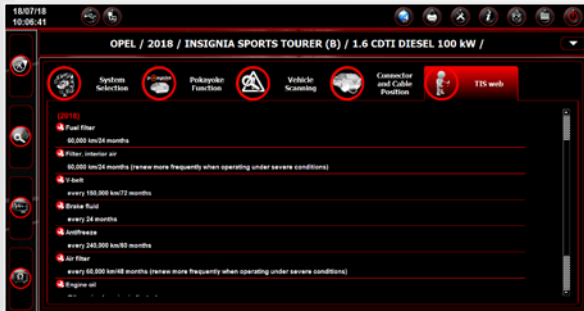 18/07/18
10:06:41
OPEL / 2018 / INSIGNIA SPORTS TOURER (B) / 1.6 CDTI DIESEL 100 kW /
System Selection
Pokayoke Function
Vehicle Scanning
Connector and Cable Position
TIS web
(2018)
Fuel filter
60,000 km/24 months
Filter, interior air
60,000 km/24 months (renew more frequently when operating under severe conditions)
V-belt
every 150,000 km/72 months
Brake fluid
every 24 months
Antifreeze
every 240,000 km/60 months
Air filter
every 60,000 km/48 months (renew more frequently when operating under severe conditions)
Engine oil